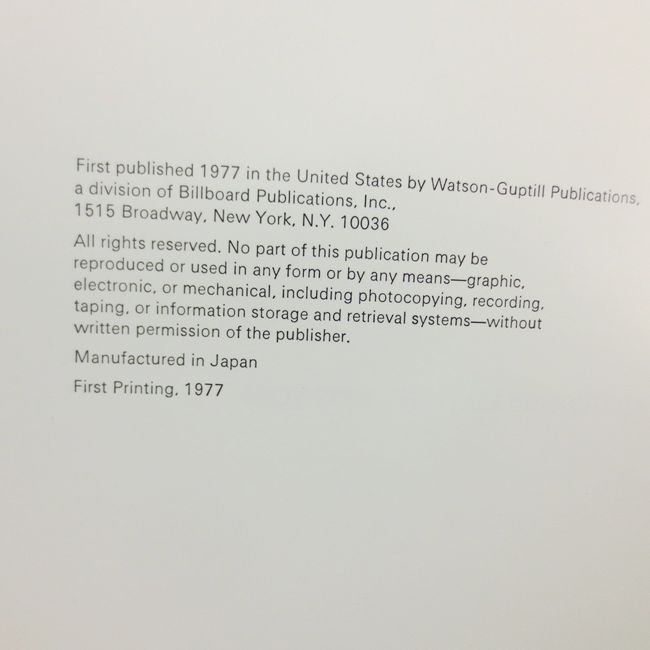 First published 1977 in the United States by Watson-Guptill Publications,
a division of Billboard Publications, Inc.,
1515 Broadway, New York, N.Y. 10036
All rights reserved. No part of this publication may be
reproduced or used in any form or by any means—graphic,
electronic, or mechanical, including photocopying, recording,
taping, or information storage and retrieval systems—without
written permission of the publisher.
Manufactured in Japan
First Printing, 1977